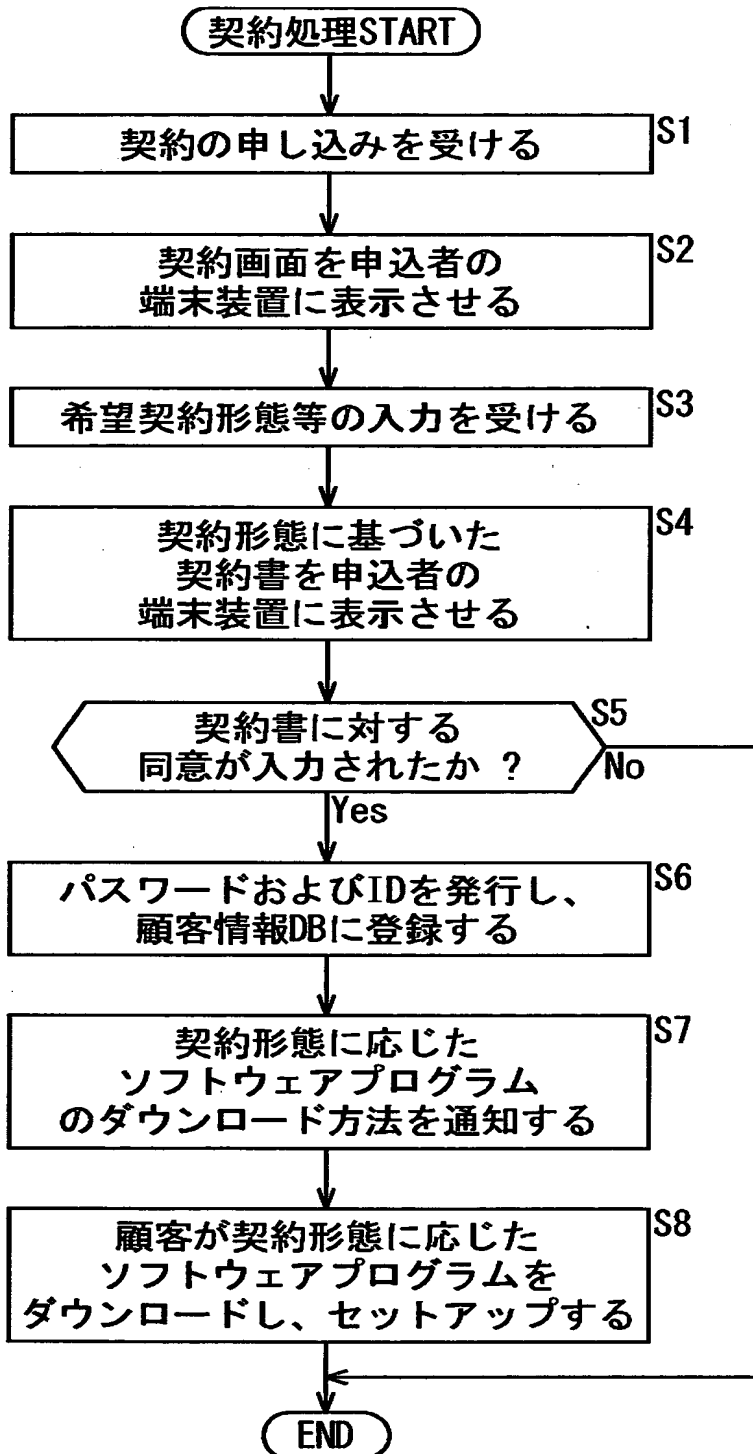 契約処理START
契約の申し込みを受ける
S1
契約画面を申込者の
端末装置に表示させる
S2
希望契約形態等の入力を受ける
S3
契約形態に基づいた
契約書を申込者の
端末装置に表示させる
S4
契約書に対する
同意が入力されたか ?
S5
No
Yes
パスワードおよびIDを発行し、
顧客情報DBに登録する
S6
契約形態に応じた
ソフトウェアプログラム
のダウンロード方法を通知する
S7
顧客が契約形態に応じた
ソフトウェアプログラムを
ダウンロードし、セットアップする
S8
END